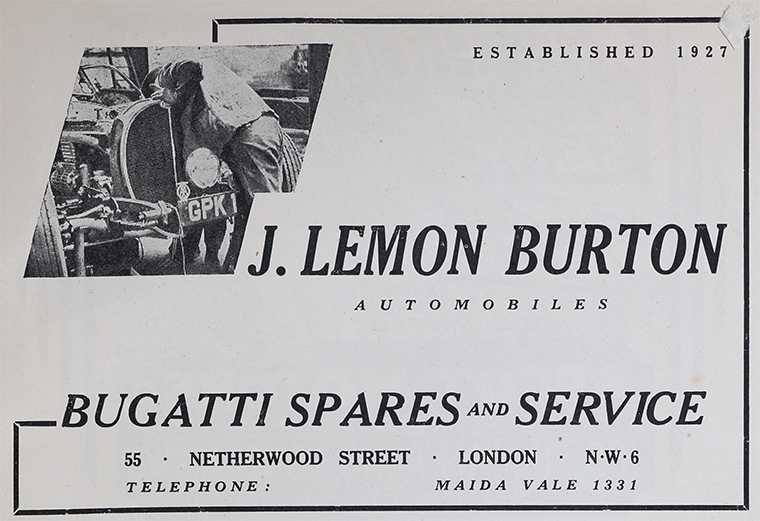 ESTABLISHED 1927
GPK 1
J. LEMON BURTON
AUTOMOBILES
BUGATTI SPARES AND SERVICE
55 · NETHERWOOD STREET · LONDON · N·W·6
TELEPHONE: MAIDA VALE 1331